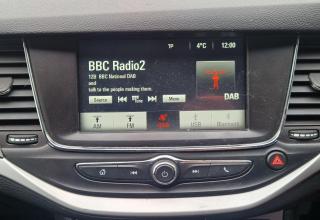 TP 4°C 12:00
BBC Radio2
12B BBC National DAB
and
talk to the people making them.
Source Menu
DAB
AM FM USB Bluetooth